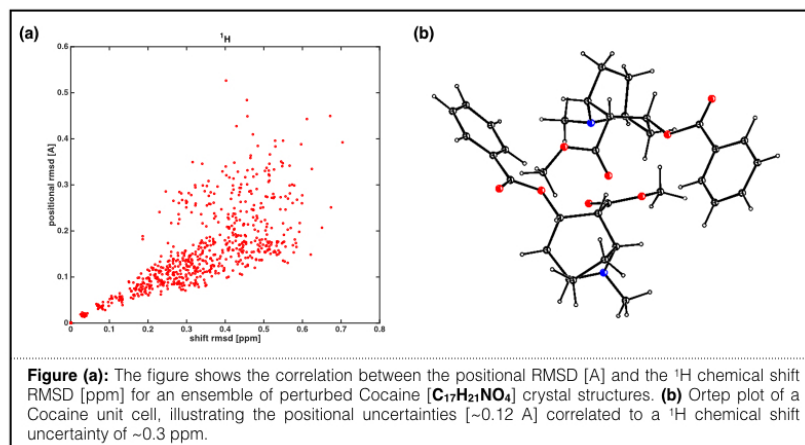 (a)
(b)
¹H
positional rmsd [A]
0.6
0.5
0.4
0.3
0.2
0.1
0
0
0.1
0.2
0.3
0.4
0.5
0.6
0.7
0.8
shift rmsd [ppm]
Figure (a): The figure shows the correlation between the positional RMSD [A] and the ¹H chemical shift
RMSD [ppm] for an ensemble of perturbed Cocaine [C₁₇H₂₁NO₄] crystal structures. (b) Ortep plot of a
Cocaine unit cell, illustrating the positional uncertainties [~0.12 A] correlated to a ¹H chemical shift
uncertainty of ~0.3 ppm.